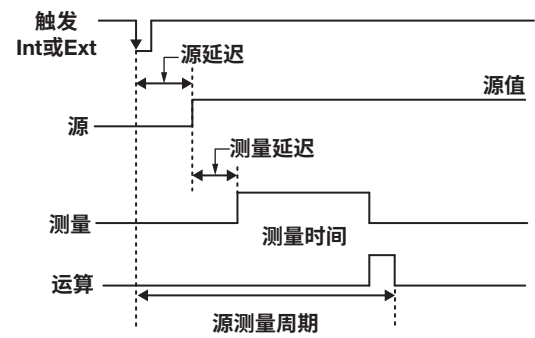 触发
Int或Ext
源延迟
源值
源
测量延迟
测量
测量时间
运算
源测量周期